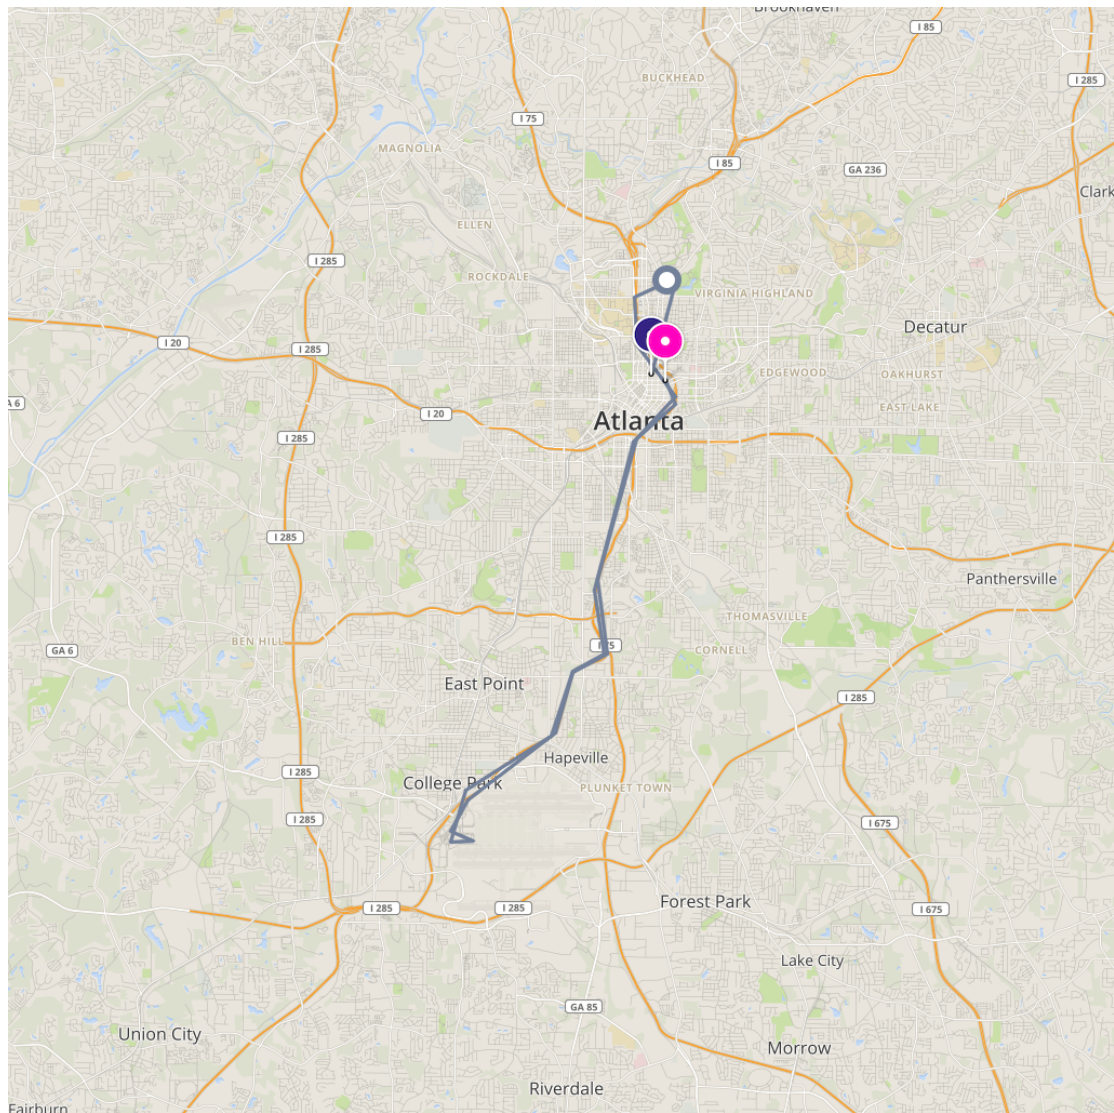 Brookhaven
I 85
BUCKHEAD
I 285
I 75
MAGNOLIA
I 85
GA 236
Clark
ELLEN
I 285
ROCKDALE
VIRGINIA HIGHLAND
Decatur
I 20
I 285
EDGEWOOD
OAKHURST
A 6
I 20
EAST LAKE
Atlanta
I 285
I 285
Panthersville
THOMASVILLE
BEN HILL
GA 6
I 75
CORNELL
East Point
I 285
Hapeville
I 285
College Park
PLUNKET TOWN
I 285
I 675
Forest Park
I 285
I 285
I 675
Lake City
GA 85
Union City
Morrow
Riverdale
Fairburn